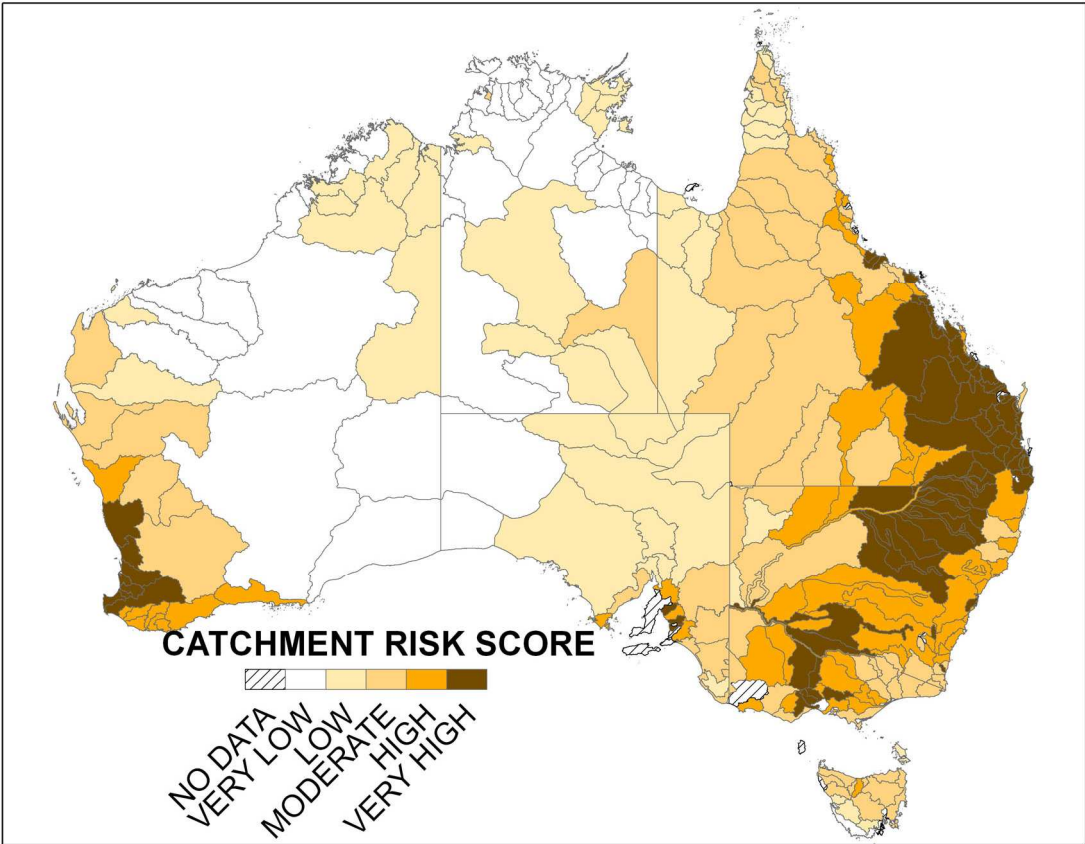 CATCHMENT RISK SCORE
NO DATA
VERY LOW
LOW
MODERATE
HIGH
VERY HIGH